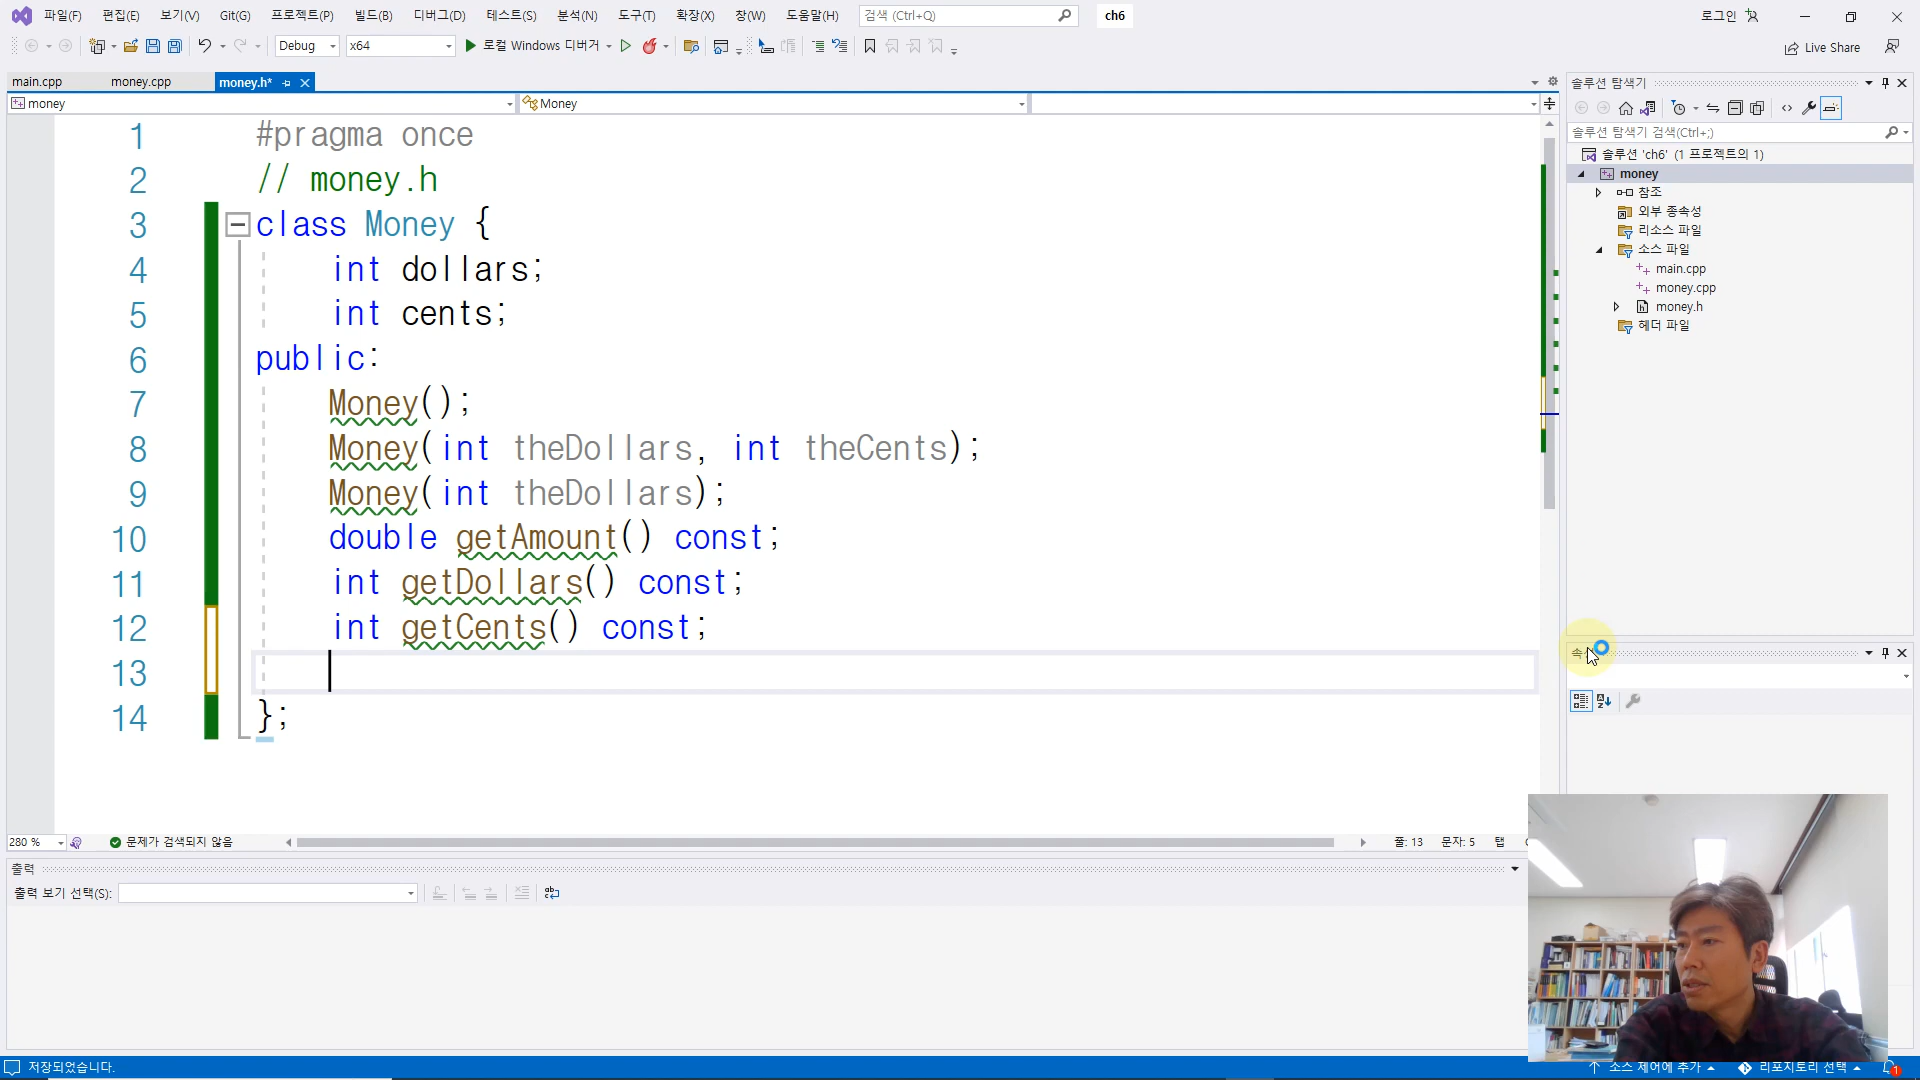 파일(F) 편집(E) 보기(V) Git(G) 프로젝트(P) 빌드(B) 디버그(D) 테스트(S) 분석(N) 도구(T) 확장(X) 창(W) 도움말(H) 검색 (Ctrl+Q) ch6 로그인
Debug x64 로컬 Windows 디버거 Live Share
main.cpp money.cpp money.h*
money Money
1 #pragma once
2 // money.h
3 class Money {
4 int dollars;
5 int cents;
6 public:
7 Money();
8 Money(int theDollars, int theCents);
9 Money(int theDollars);
10 double getAmount() const;
11 int getDollars() const;
12 int getCents() const;
13
14 };
280 % 문제가 검색되지 않음 줄: 13 문자: 5 탭
출력
출력 보기 선택(S):
솔루션 탐색기
솔루션 탐색기 검색(Ctrl+;)
솔루션 'ch6' (1 프로젝트의 1)
money
참조
외부 종속성
리소스 파일
소스 파일
main.cpp
money.cpp
money.h
헤더 파일
저장되었습니다. 소스 제어에 추가 리포지토리 선택 1